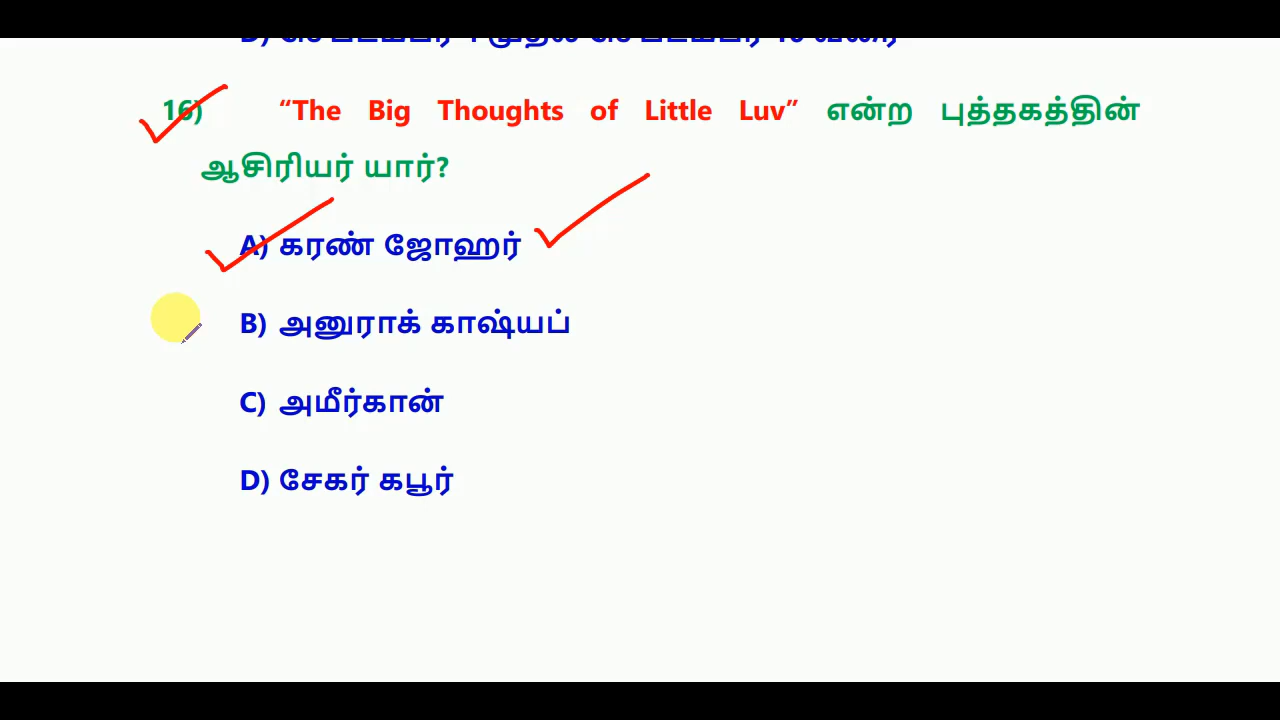 16) “The Big Thoughts of Little Luv” என்ற புத்தகத்தின்
ஆசிரியர் யார்?
A) கரண் ஜோஹர்
B) அனுராக் காஷ்யப்
C) அமீர்கான்
D) சேகர் கபூர்